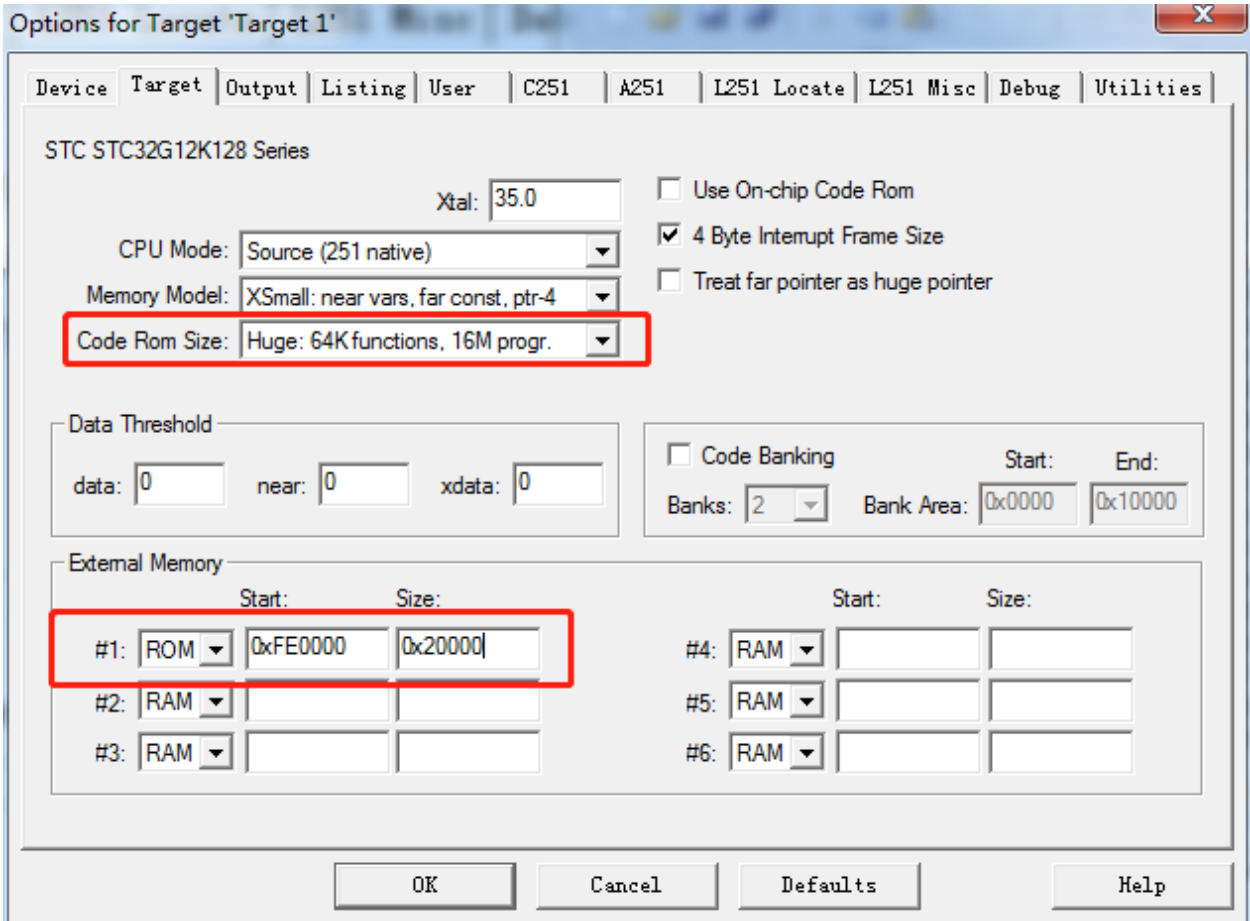 Options for Target 'Target 1'
Device Target Output Listing User C251 A251 L251 Locate L251 Misc Debug Utilities
STC STC32G12K128 Series
Xtal: 35.0
Use On-chip Code Rom
CPU Mode: Source (251 native)
4 Byte Interrupt Frame Size
Memory Model: XSmall: near vars, far const, ptr-4
Treat far pointer as huge pointer
Code Rom Size: Huge: 64K functions, 16M progr.
Data Threshold
data: 0 near: 0 xdata: 0
Code Banking Start: End:
Banks: 2 Bank Area: 0x0000 0x10000
External Memory
Start: Size: Start: Size:
#1: ROM 0xFE0000 0x20000 #4: RAM
#2: RAM #5: RAM
#3: RAM #6: RAM
OK Cancel Defaults Help